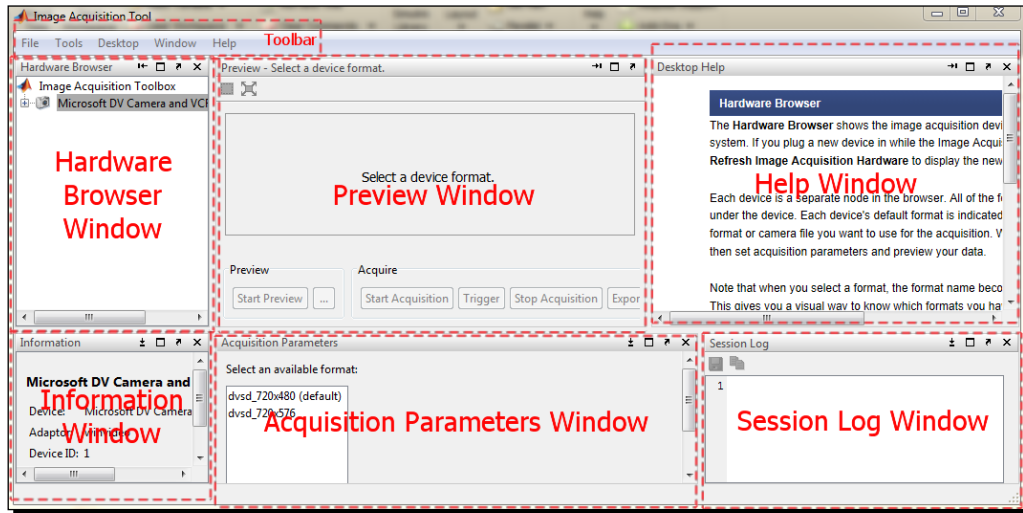 Image Acquisition Tool
File Tools Desktop Window Help Toolbar
Hardware Browser
Image Acquisition Toolbox
Microsoft DV Camera and VCR
Hardware
Browser
Window
Preview - Select a device format.
Select a device format.
Preview Window
Preview
Start Preview ...
Acquire
Start Acquisition Trigger Stop Acquisition Expor
Desktop Help
Hardware Browser
The Hardware Browser shows the image acquisition devi
system. If you plug a new device in while the Image Acqui
Refresh Image Acquisition Hardware to display the new
Help Window
Each device is a separate node in the browser. All of the fo
under the device. Each device's default format is indicated
format or camera file you want to use for the acquisition. W
then set acquisition parameters and preview your data.
Note that when you select a format, the format name beco
This gives you a visual way to know which formats you ha
Information
Microsoft DV Camera and
Device: Microsoft DV Camera
Adaptor: winvideo
Device ID: 1
Information
Window
Acquisition Parameters
Select an available format:
dvsd_720x480 (default)
dvsd_720x576
Acquisition Parameters Window
Session Log
1
Session Log Window